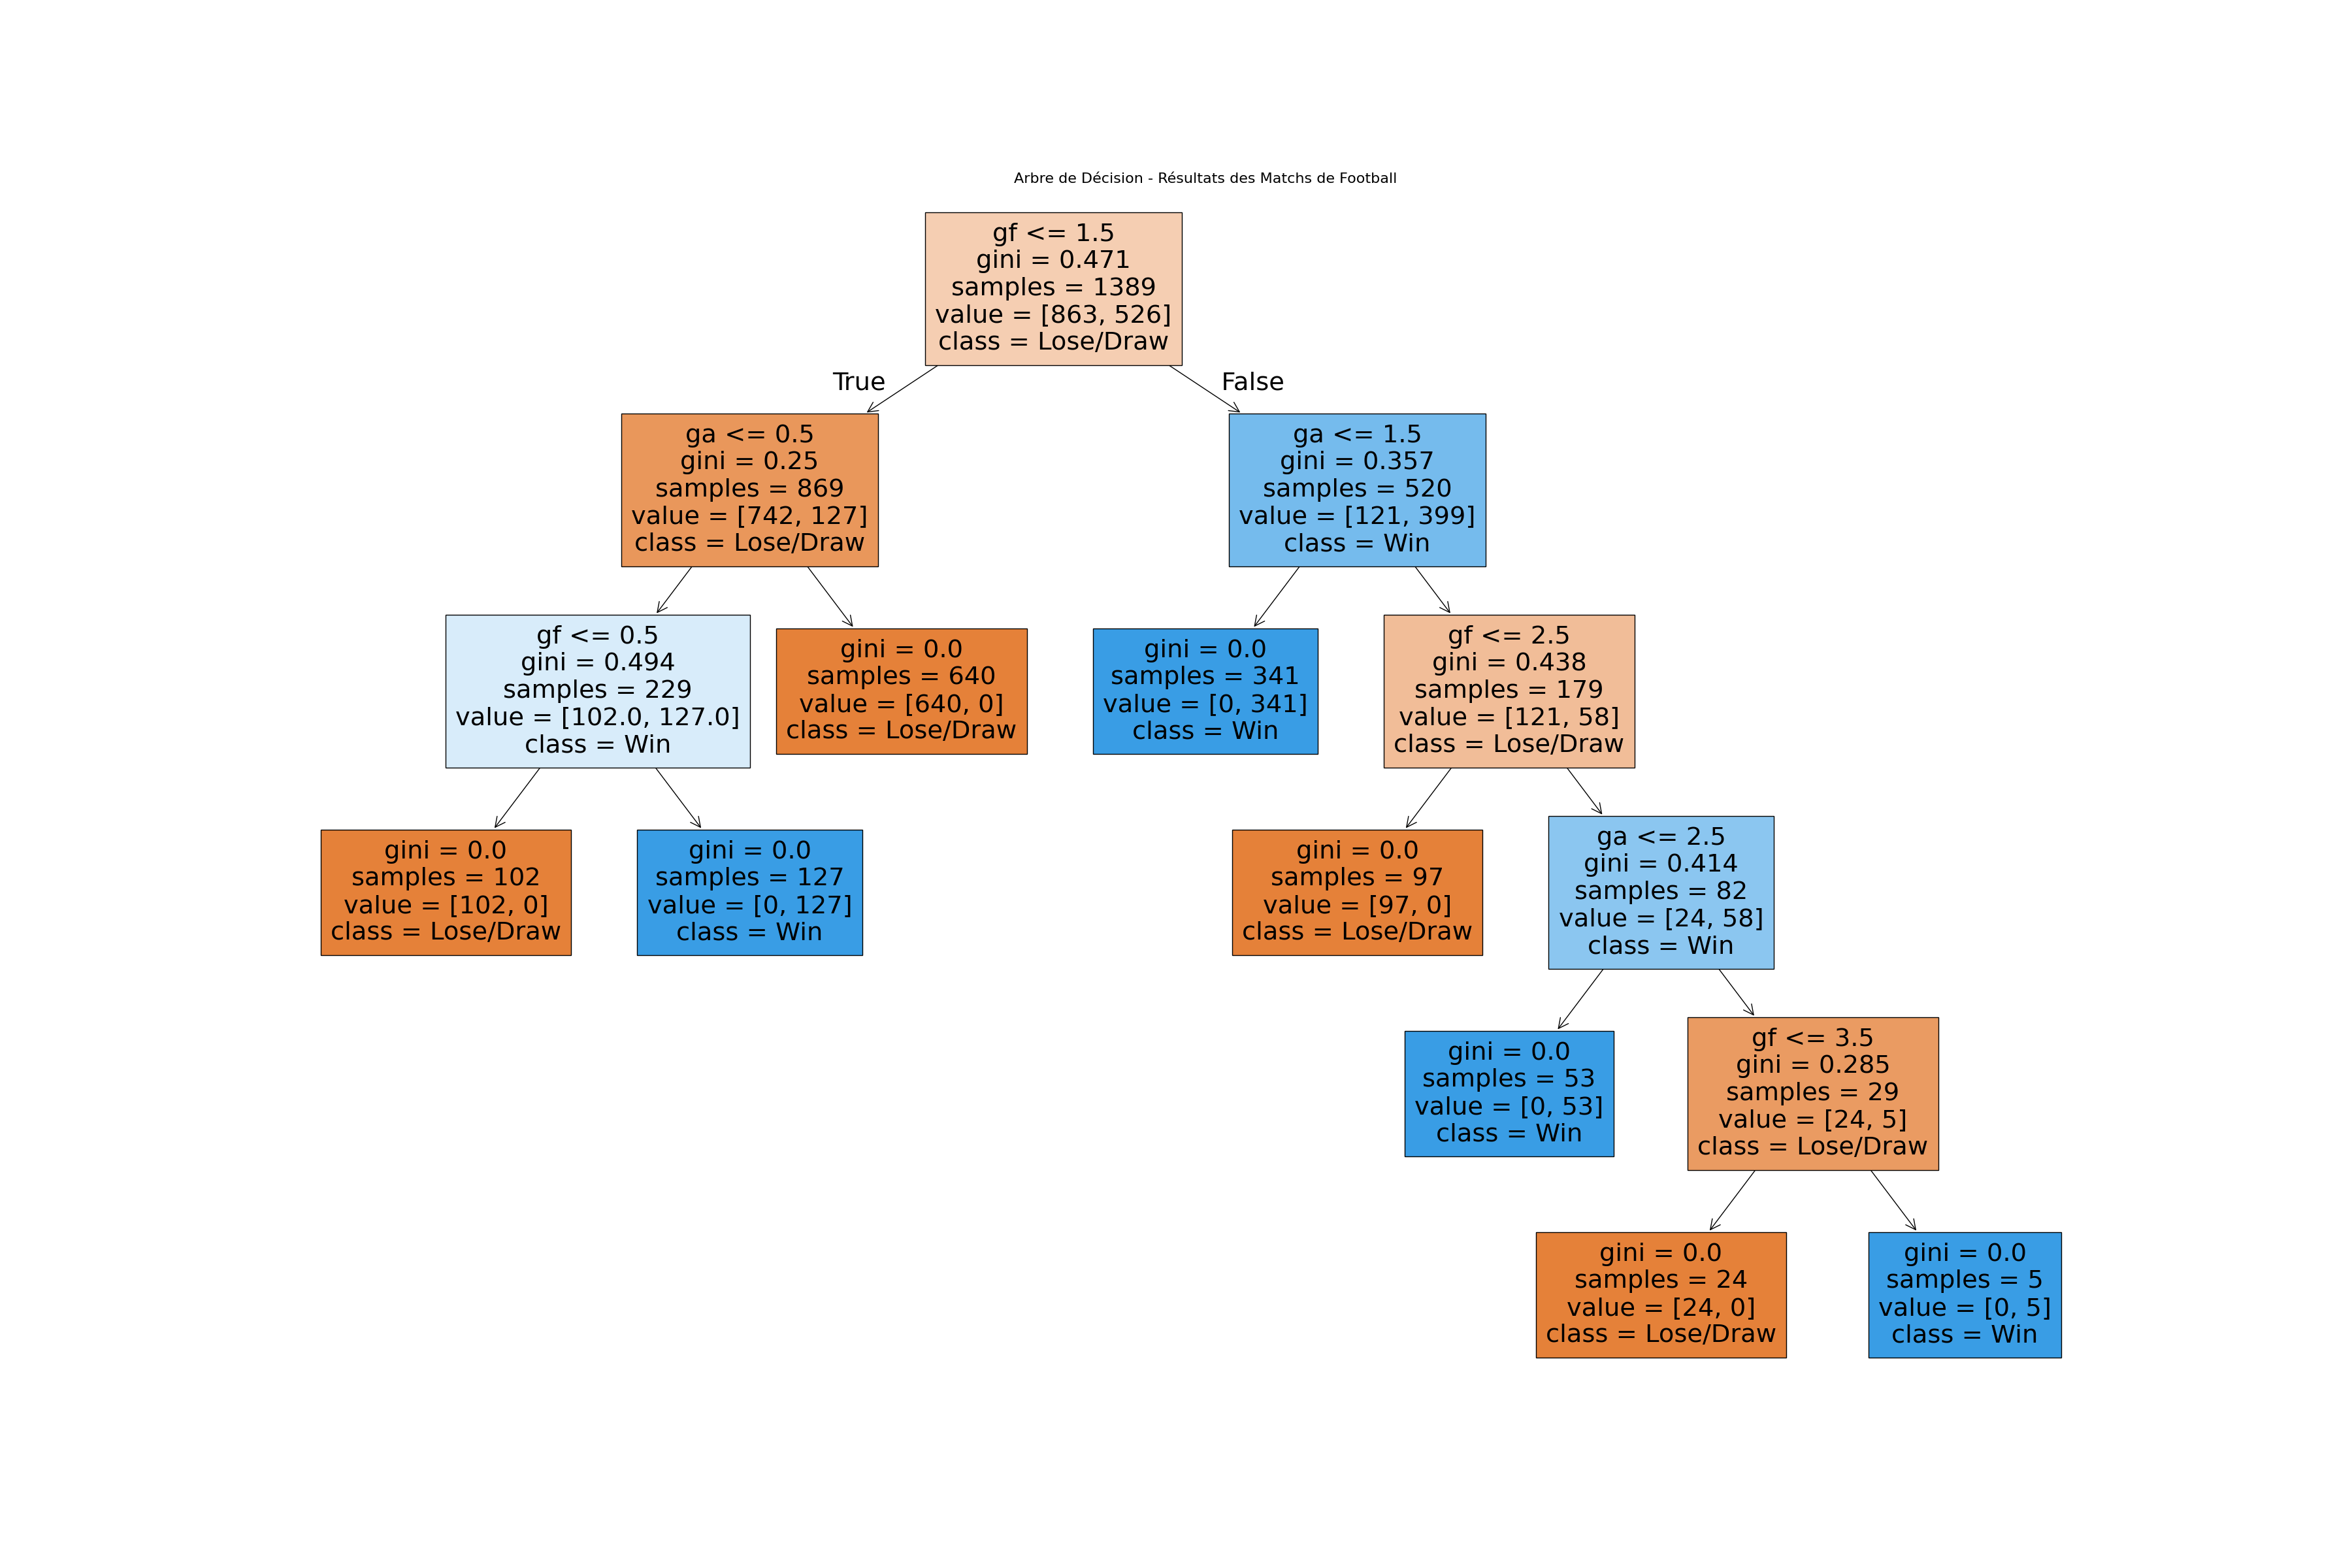 Arbre de Décision - Résultats des Matchs de Football
gf <= 1.5
gini = 0.471
samples = 1389
value = [863, 526]
class = Lose/Draw
True
False
ga <= 0.5
gini = 0.25
samples = 869
value = [742, 127]
class = Lose/Draw
ga <= 1.5
gini = 0.357
samples = 520
value = [121, 399]
class = Win
gf <= 0.5
gini = 0.494
samples = 229
value = [102.0, 127.0]
class = Win
gini = 0.0
samples = 640
value = [640, 0]
class = Lose/Draw
gini = 0.0
samples = 341
value = [0, 341]
class = Win
gf <= 2.5
gini = 0.438
samples = 179
value = [121, 58]
class = Lose/Draw
gini = 0.0
samples = 102
value = [102, 0]
class = Lose/Draw
gini = 0.0
samples = 127
value = [0, 127]
class = Win
gini = 0.0
samples = 97
value = [97, 0]
class = Lose/Draw
ga <= 2.5
gini = 0.414
samples = 82
value = [24, 58]
class = Win
gini = 0.0
samples = 53
value = [0, 53]
class = Win
gf <= 3.5
gini = 0.285
samples = 29
value = [24, 5]
class = Lose/Draw
gini = 0.0
samples = 24
value = [24, 0]
class = Lose/Draw
gini = 0.0
samples = 5
value = [0, 5]
class = Win